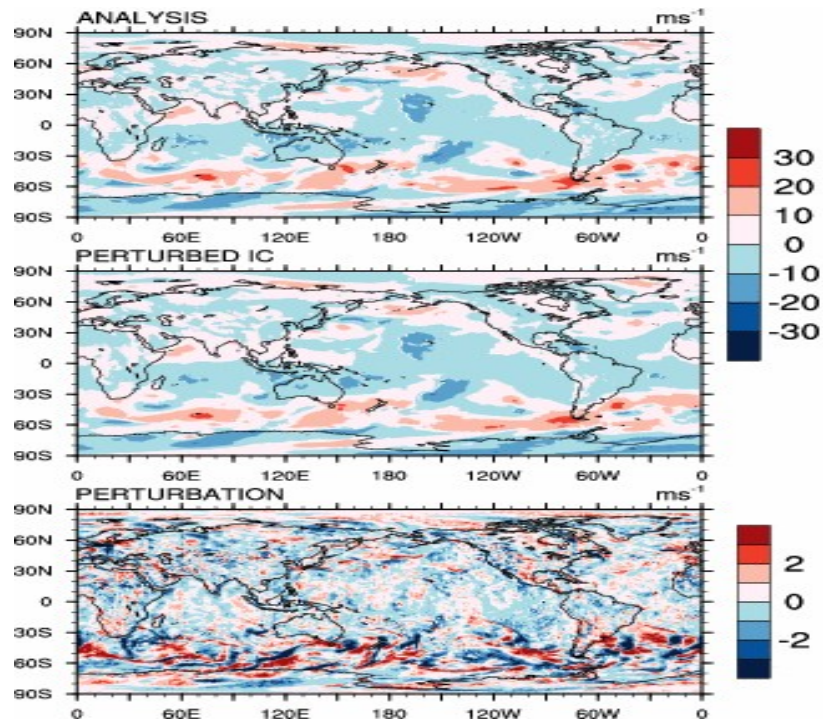 ANALYSIS ms-1
90N
60N
30N
0
30S
60S
90S
0 60E 120E 180 120W 60W 0
30
20
10
0
-10
-20
-30
PERTURBED IC ms-1
90N
60N
30N
0
30S
60S
90S
0 60E 120E 180 120W 60W 0
PERTURBATION ms-1
90N
60N
30N
0
30S
60S
90S
0 60E 120E 180 120W 60W 0
2
0
-2